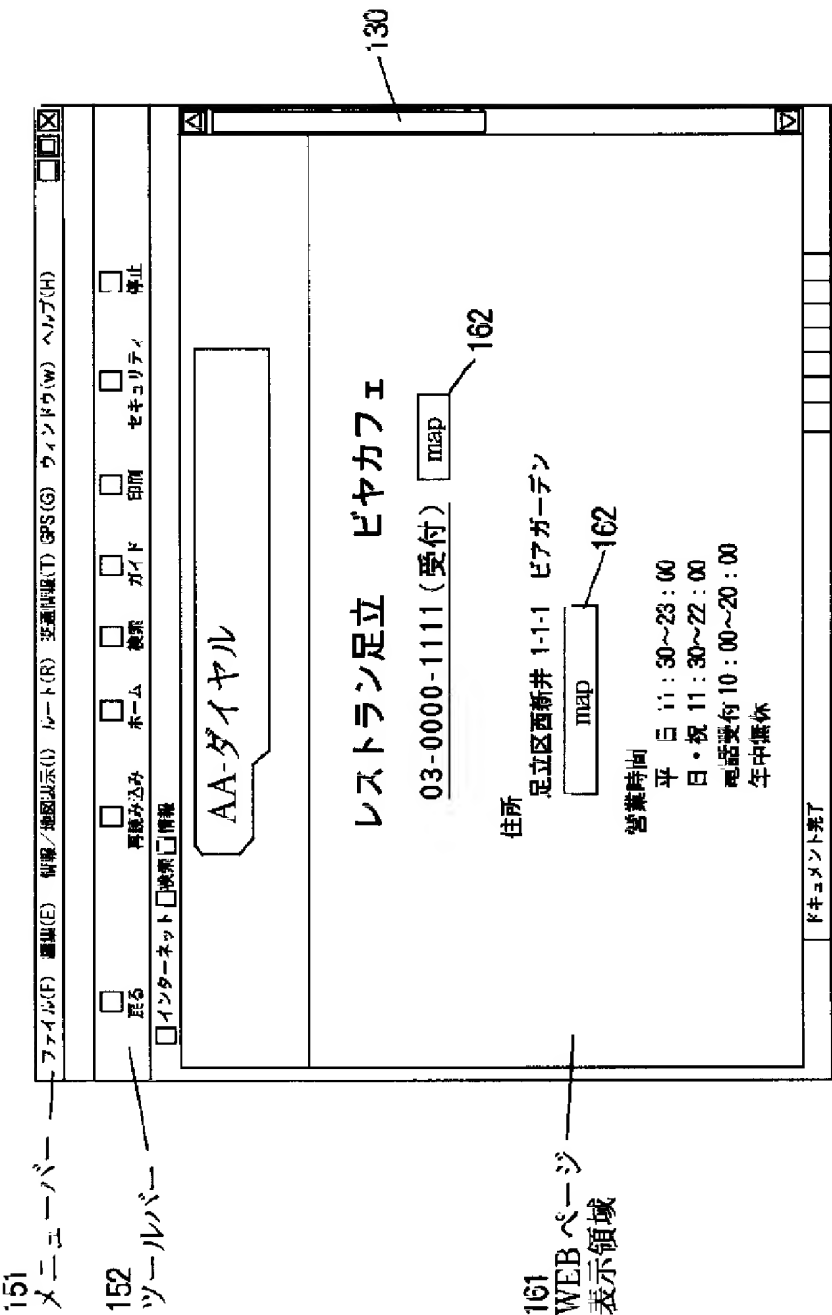 151
メニューバー
ファイル(F) 編集(E) 情報/地図表示(I) ルート(R) 交通情報(T) GPS(G) ウィンドウ(w) ヘルプ(H)
152
ツールバー
戻る 再読み込み ホーム 検索 ガイド 印刷 セキュリティ 停止
インターネット 検索 情報
130
AA-ダイヤル
レストラン足立 ビヤカフェ
03-0000-1111(受付) map
162
住所
足立区西新井 1-1-1 ビアガーデン
map
162
営業時間
平 日 11:30~23:00
日・祝 11:30~22:00
電話受付 10:00~20:00
年中無休
161
WEB ページ
表示領域
ドキュメント完了